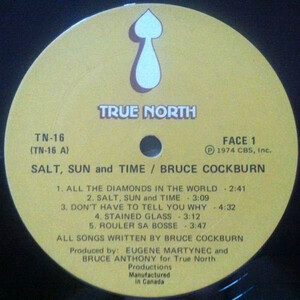 TRUE NORTH
TN-16
(TN-16 A)
FACE 1
℗ 1974 CBS, Inc.
SALT, SUN and TIME / BRUCE COCKBURN
1. ALL THE DIAMONDS IN THE WORLD - 2:41
2. SALT, SUN and TIME - 3:09
3. DON'T HAVE TO TELL YOU WHY - 4:32
4. STAINED GLASS - 3:12
5. ROULER SA BOSSE - 3:22
ALL SONGS WRITTEN BY BRUCE COCKBURN
Produced by: EUGENE MARTYNEC and
BRUCE ANTHONY for True North
Productions
Manufactured
in Canada